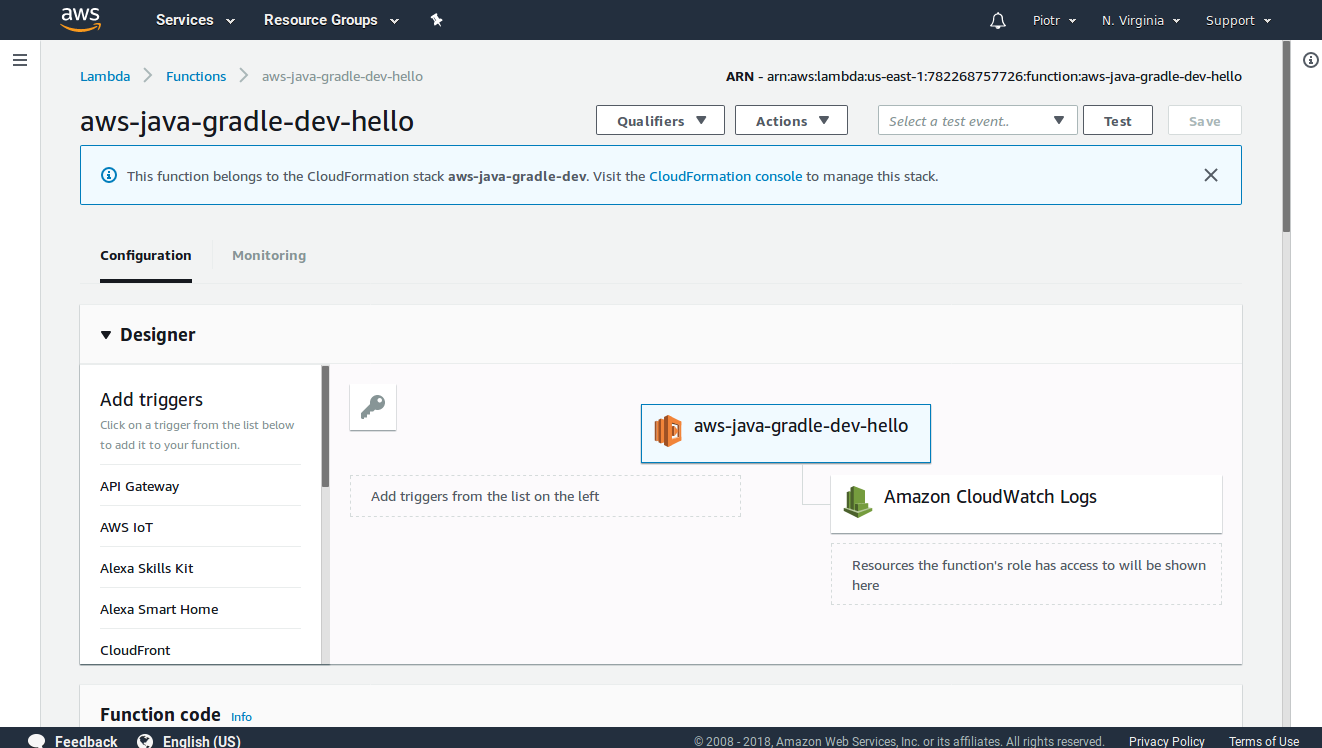 aws Services Resource Groups Piotr N. Virginia Support
Lambda Functions aws-java-gradle-dev-hello ARN - arn:aws:lambda:us-east-1:782268757726:function:aws-java-gradle-dev-hello
aws-java-gradle-dev-hello Qualifiers Actions Select a test event.. Test Save
This function belongs to the CloudFormation stack aws-java-gradle-dev. Visit the CloudFormation console to manage this stack.
Configuration Monitoring
Designer
Add triggers
Click on a trigger from the list below
to add it to your function.
API Gateway
AWS IoT
Alexa Skills Kit
Alexa Smart Home
CloudFront
aws-java-gradle-dev-hello
Add triggers from the list on the left
Amazon CloudWatch Logs
Resources the function's role has access to will be shown
here
Function code Info
Feedback English (US) © 2008 - 2018, Amazon Web Services, Inc. or its affiliates. All rights reserved. Privacy Policy Terms of Use